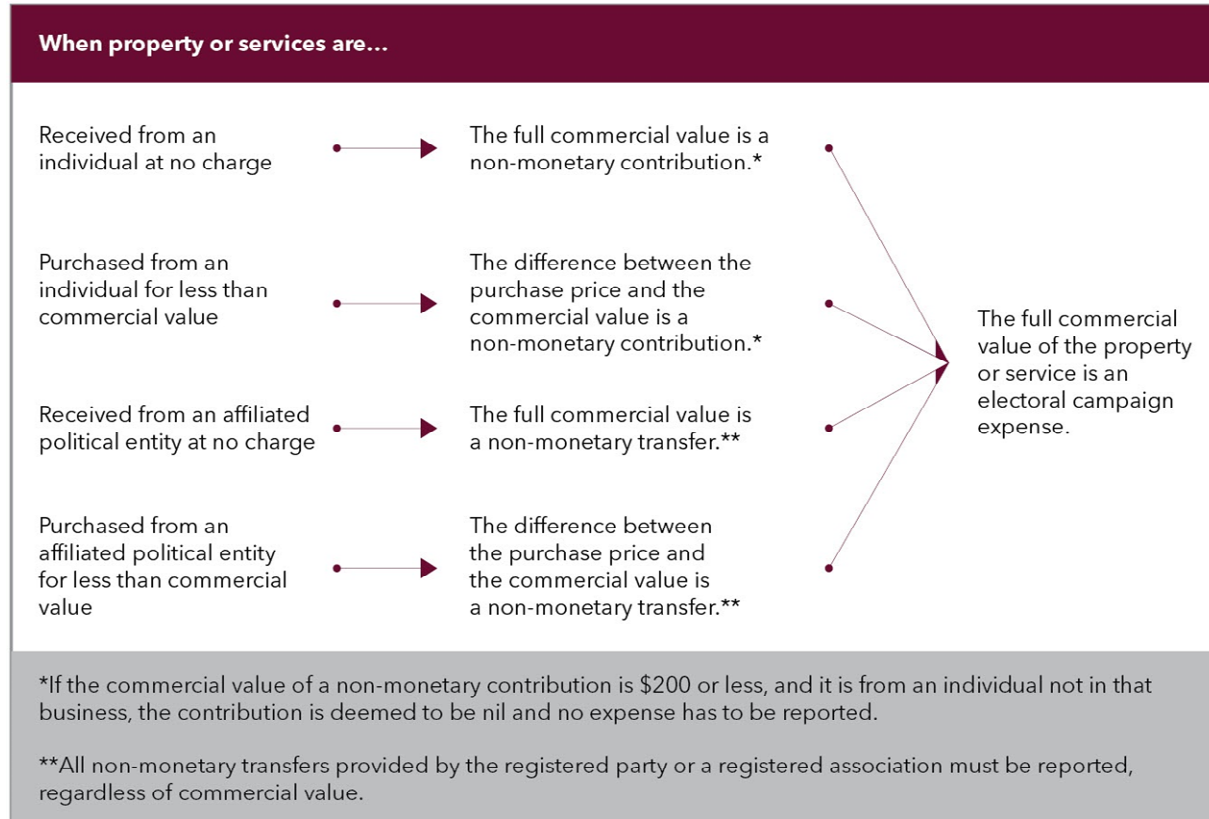 When property or services are...
Received from an
individual at no charge
The full commercial value is a
non-monetary contribution.*
Purchased from an
individual for less than
commercial value
The difference between the
purchase price and the
commercial value is a
non-monetary contribution.*
Received from an affiliated
political entity at no charge
The full commercial value is
a non-monetary transfer.**
Purchased from an
affiliated political entity
for less than commercial
value
The difference between
the purchase price and
the commercial value is
a non-monetary transfer.**
The full commercial
value of the property
or service is an
electoral campaign
expense.
*If the commercial value of a non-monetary contribution is $200 or less, and it is from an individual not in that
business, the contribution is deemed to be nil and no expense has to be reported.
**All non-monetary transfers provided by the registered party or a registered association must be reported,
regardless of commercial value.